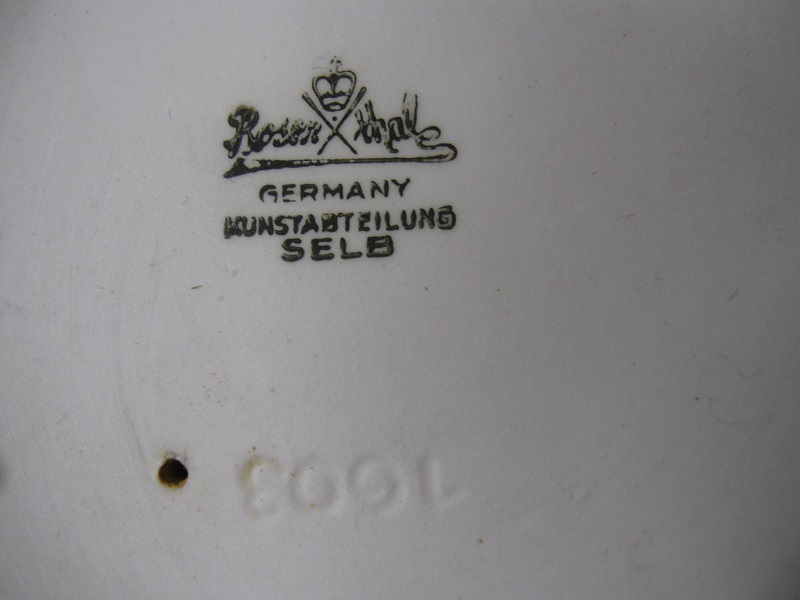 Rosenthal
GERMANY
KUNSTABTEILUNG
SELB